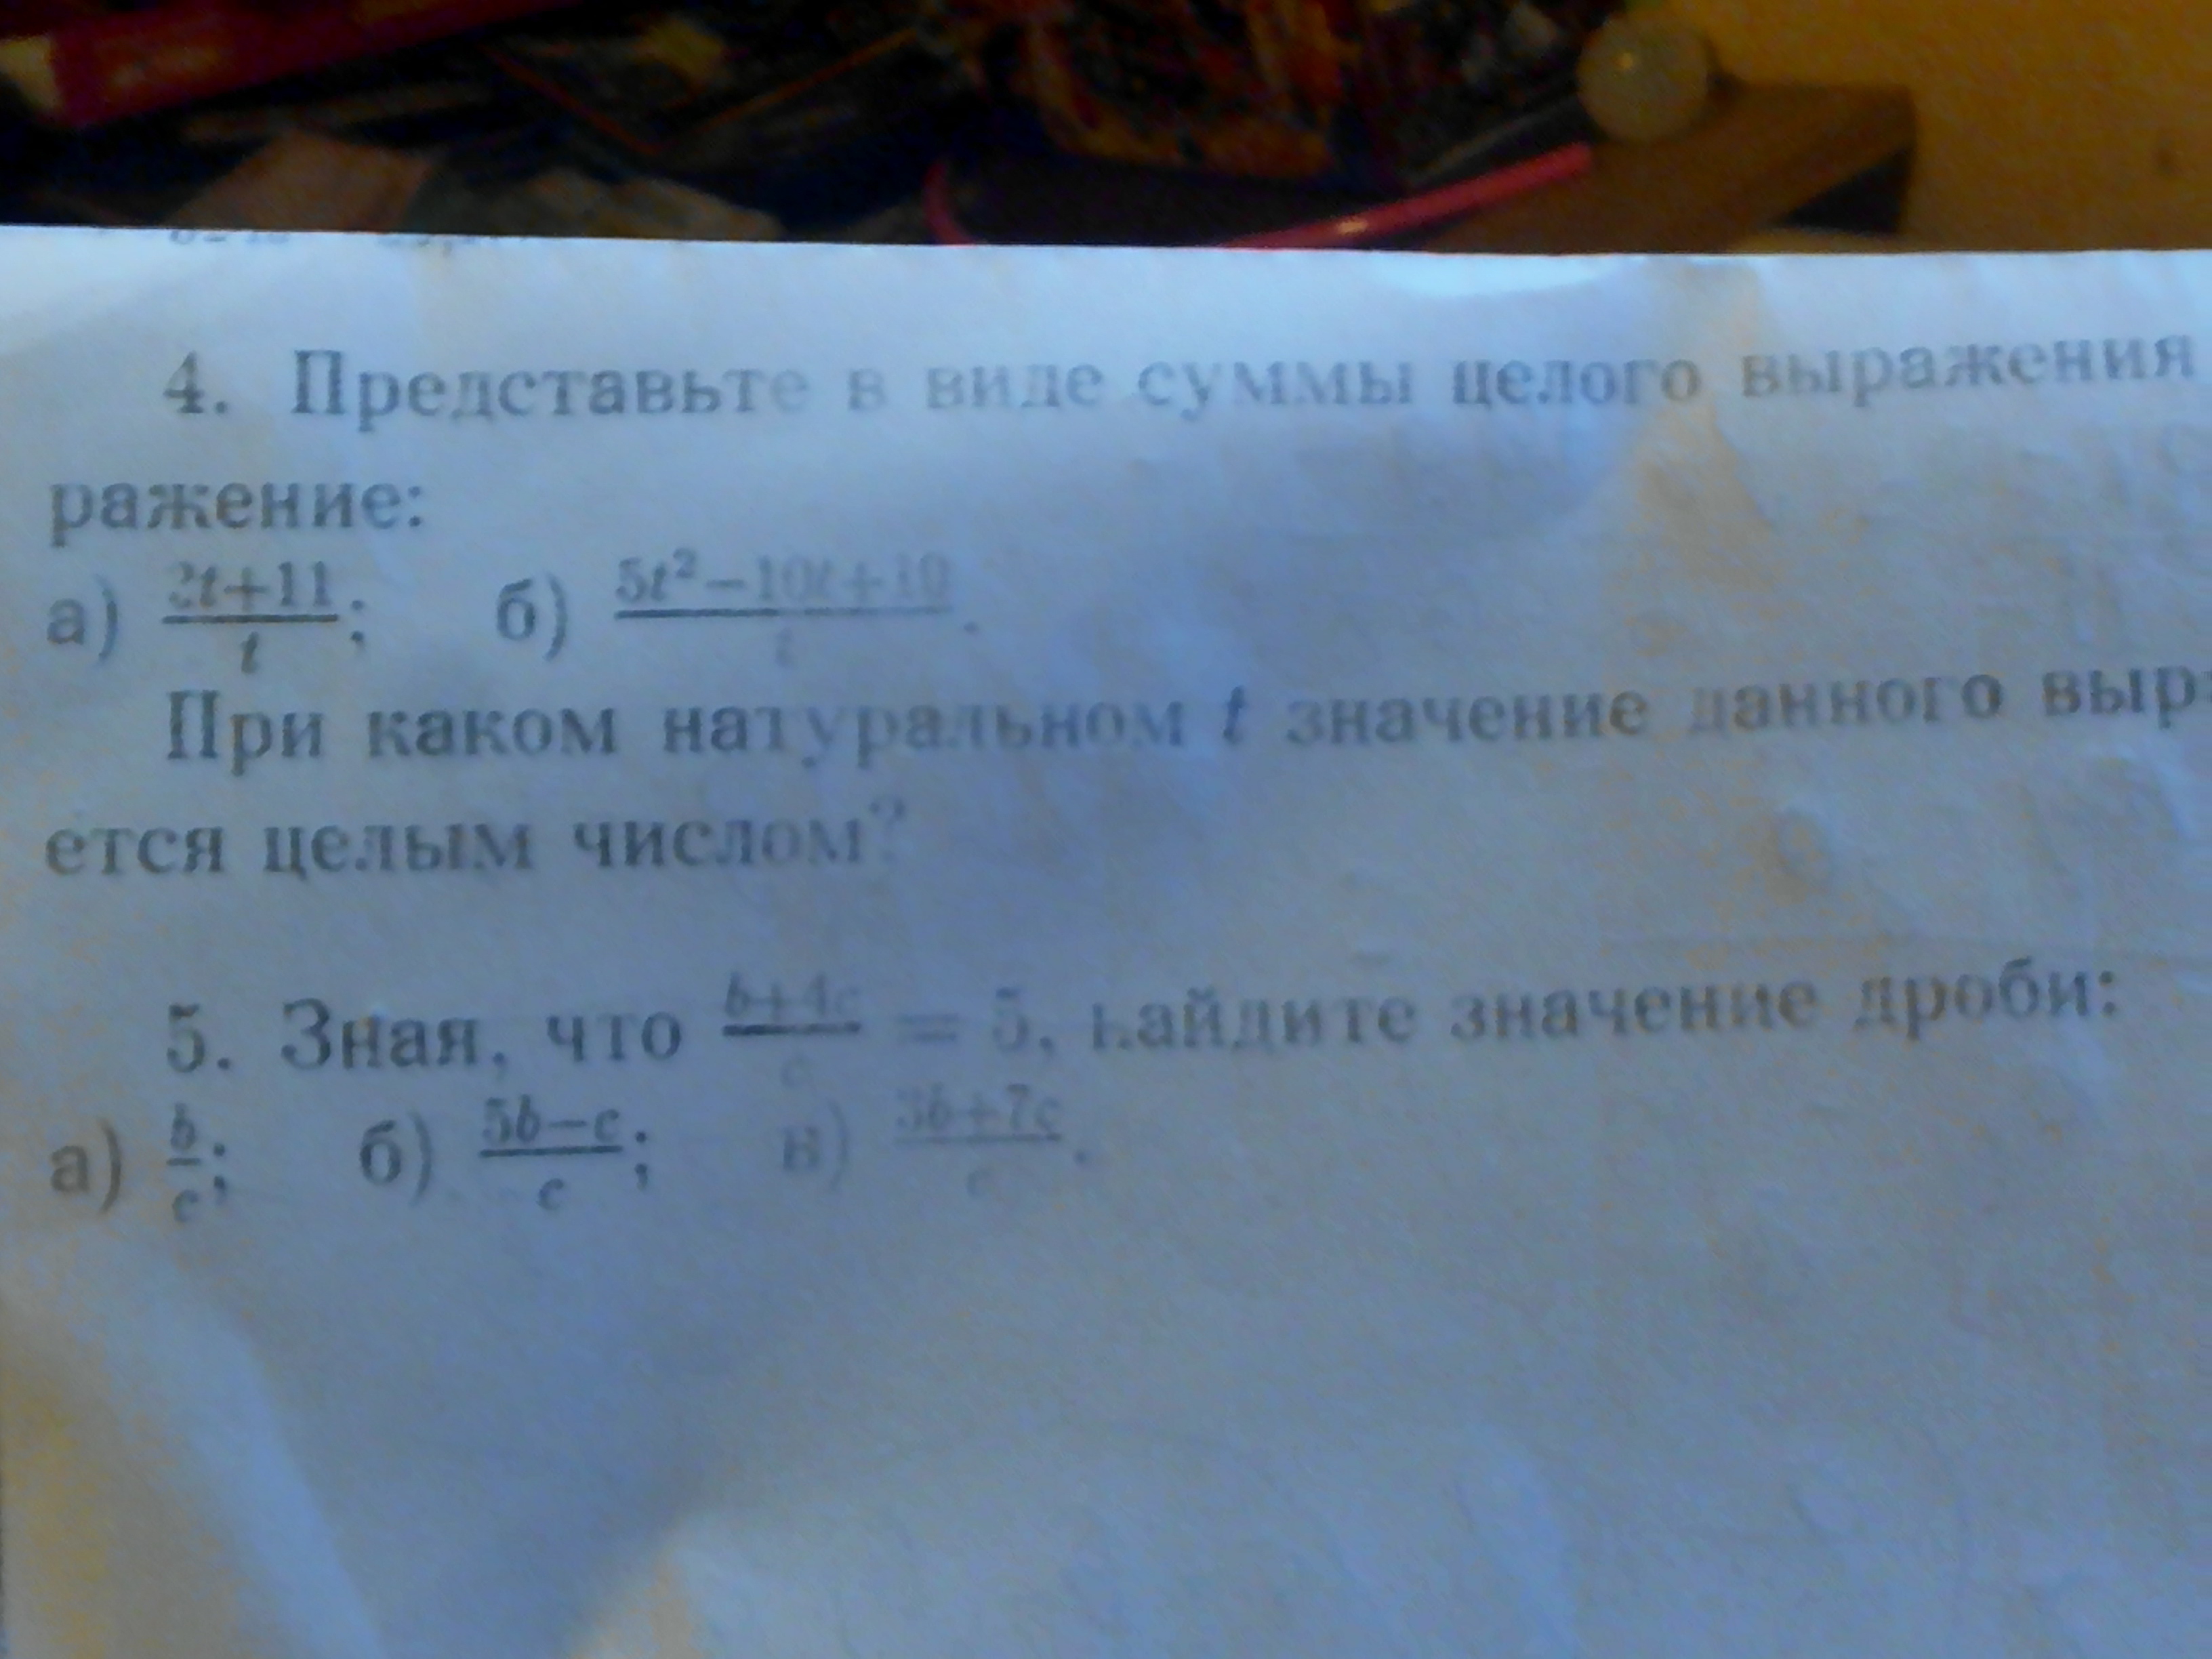 4. Представьте в виде суммы целого выражения
ражение:
а) 2t+11/t; б) 5t²−10t+10/t.
При каком натуральном t значение данного выр
ется целым числом?
5. Зная, что b+4c/c = 5, найдите значение дроби:
а) b/c; б) 5b−c/c; в) 3b+7c/c.